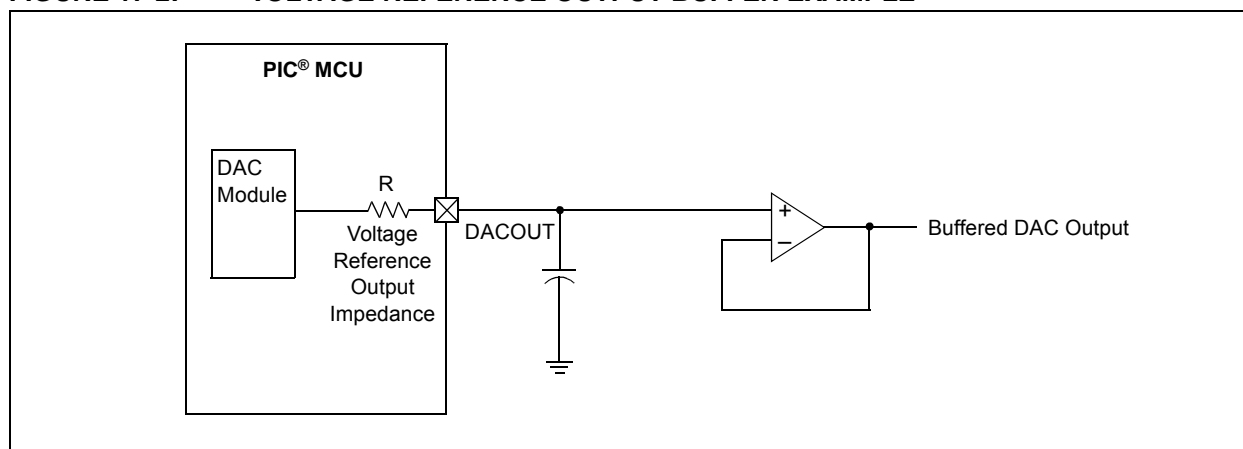 PIC® MCU
DAC
Module
R
Voltage
Reference
Output
Impedance
DACOUT
+
–
Buffered DAC Output